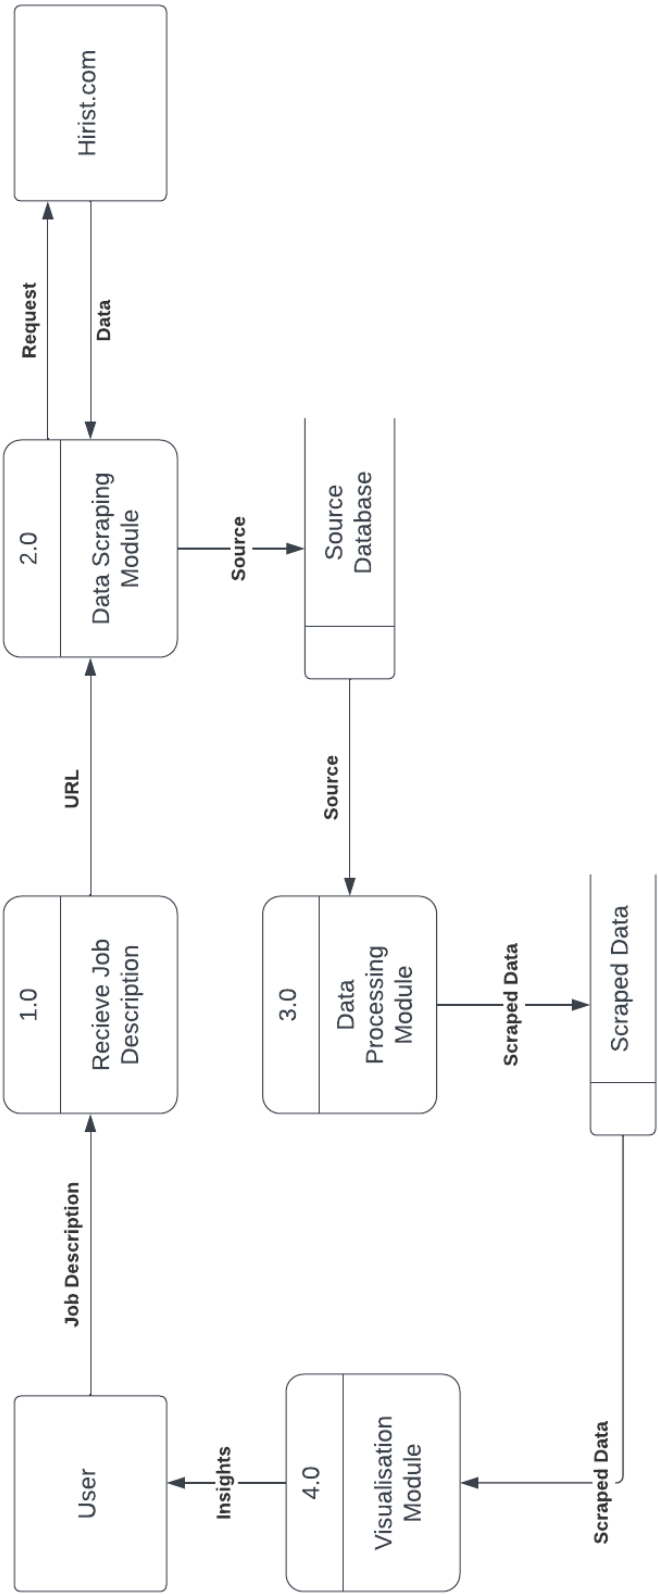 User
Job Description
1.0
Recieve Job
Description
URL
2.0
Data Scraping
Module
Request
Data
Hirist.com
Source
Source
Database
Source
3.0
Data
Processing
Module
Scraped Data
Scraped Data
Scraped Data
4.0
Visualisation
Module
Insights